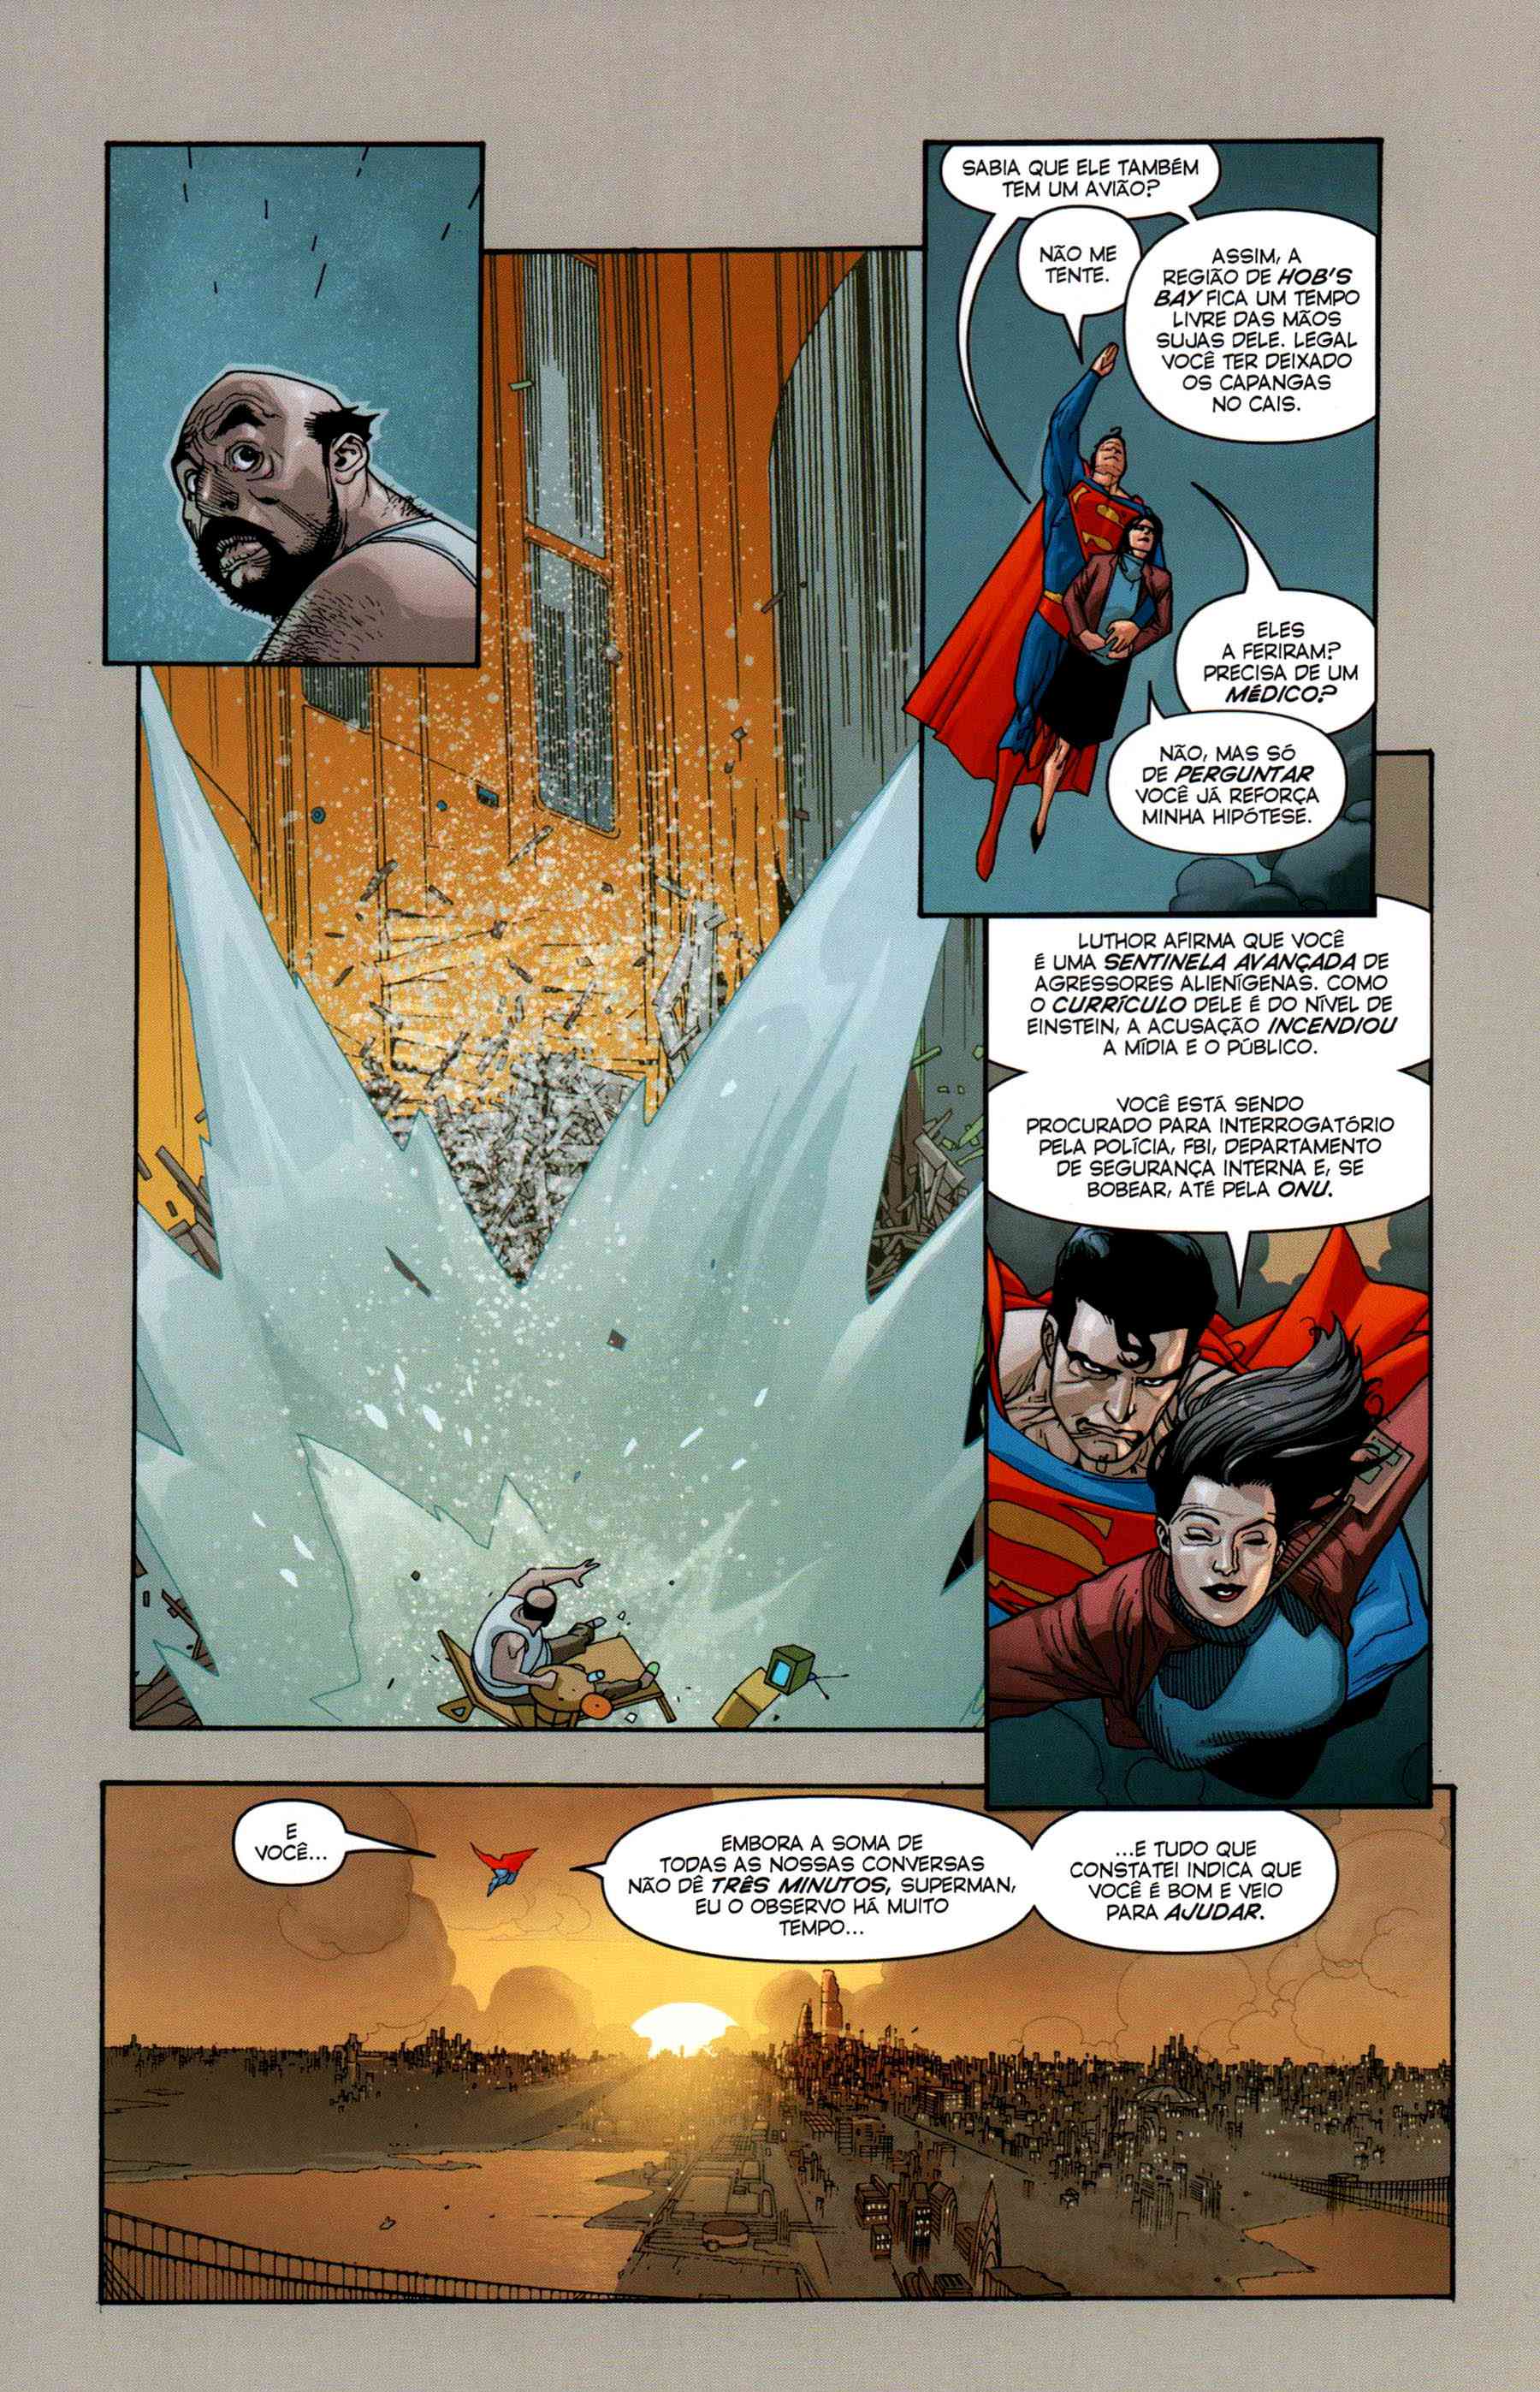 SABIA QUE ELE TAMBÉM
TEM UM AVIÃO?
NÃO ME
TENTE.
ASSIM, A
REGIÃO DE HOB'S
BAY FICA UM TEMPO
LIVRE DAS MÃOS
SUJAS DELE. LEGAL
VOCÊ TER DEIXADO
OS CAPANGAS
NO CAIS.
ELES
A FERIRAM?
PRECISA DE UM
MÉDICO?
NÃO, MAS SÓ
DE PERGUNTAR
VOCÊ JÁ REFORÇA
MINHA HIPÓTESE.
LUTHOR AFIRMA QUE VOCÊ
É UMA SENTINELA AVANÇADA DE
AGRESSORES ALIENÍGENAS. COMO
O CURRÍCULO DELE É DO NÍVEL DE
EINSTEIN, A ACUSAÇÃO INCENDIOU
A MÍDIA E O PÚBLICO.
VOCÊ ESTÁ SENDO
PROCURADO PARA INTERROGATÓRIO
PELA POLÍCIA, FBI, DEPARTAMENTO
DE SEGURANÇA INTERNA E, SE
BOBEAR, ATÉ PELA ONU.
E
VOCÊ...
EMBORA A SOMA DE
TODAS AS NOSSAS CONVERSAS
NÃO DÊ TRÊS MINUTOS, SUPERMAN,
EU O OBSERVO HÁ MUITO
TEMPO...
...E TUDO QUE
CONSTATEI INDICA QUE
VOCÊ É BOM E VEIO
PARA AJUDAR.